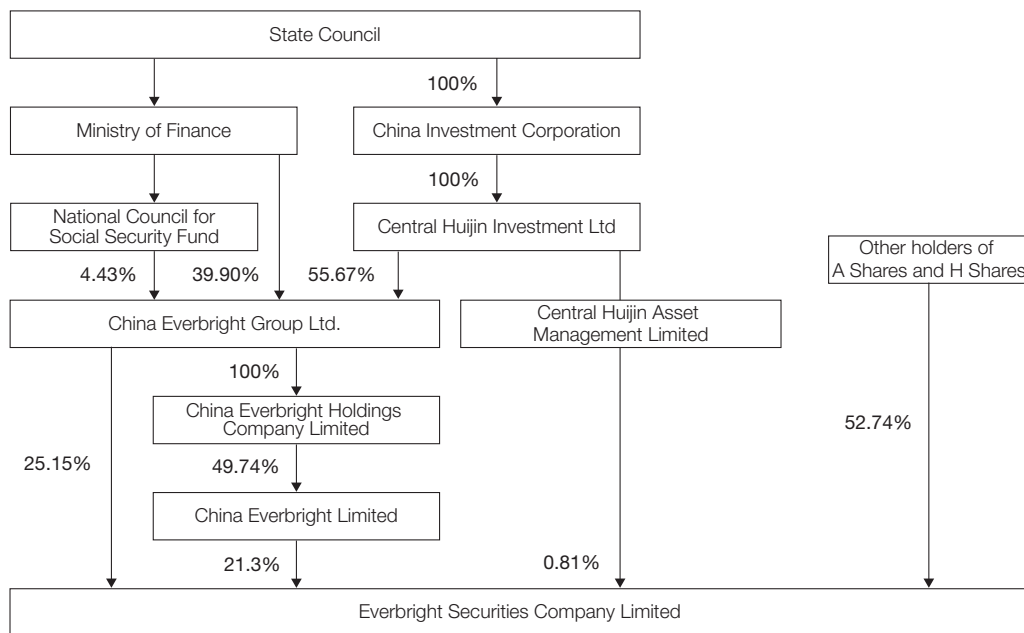 State Council
100%
Ministry of Finance
China Investment Corporation
100%
National Council for
Social Security Fund
Central Huijin Investment Ltd
Other holders of
A Shares and H Shares
4.43%
39.90%
55.67%
China Everbright Group Ltd.
Central Huijin Asset
Management Limited
100%
China Everbright Holdings
Company Limited
52.74%
25.15%
49.74%
China Everbright Limited
21.3%
0.81%
Everbright Securities Company Limited